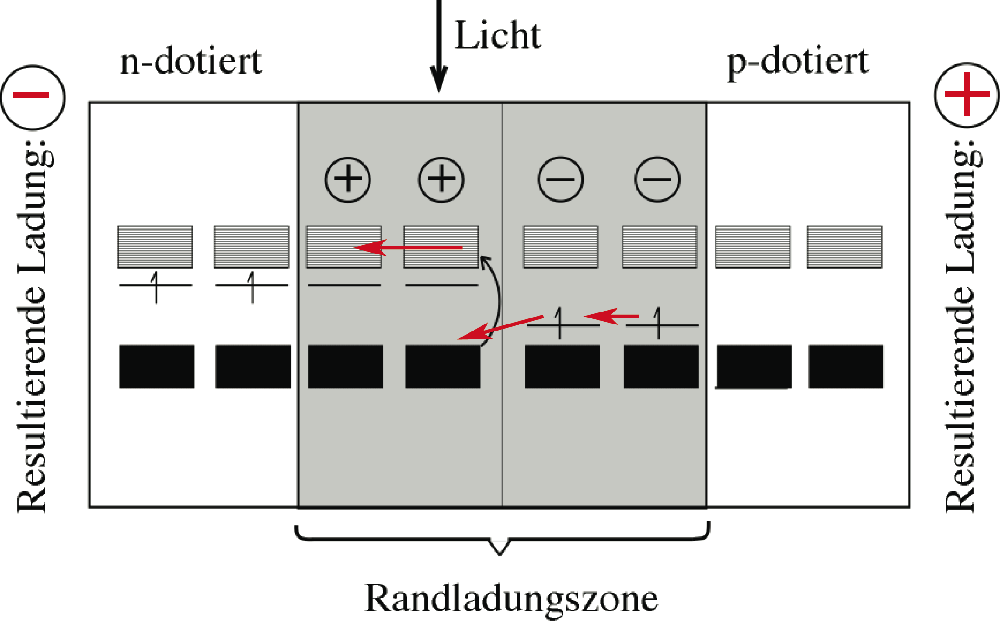 Licht
n-dotiert
p-dotiert
Resultierende Ladung:
Resultierende Ladung:
Randladungszone